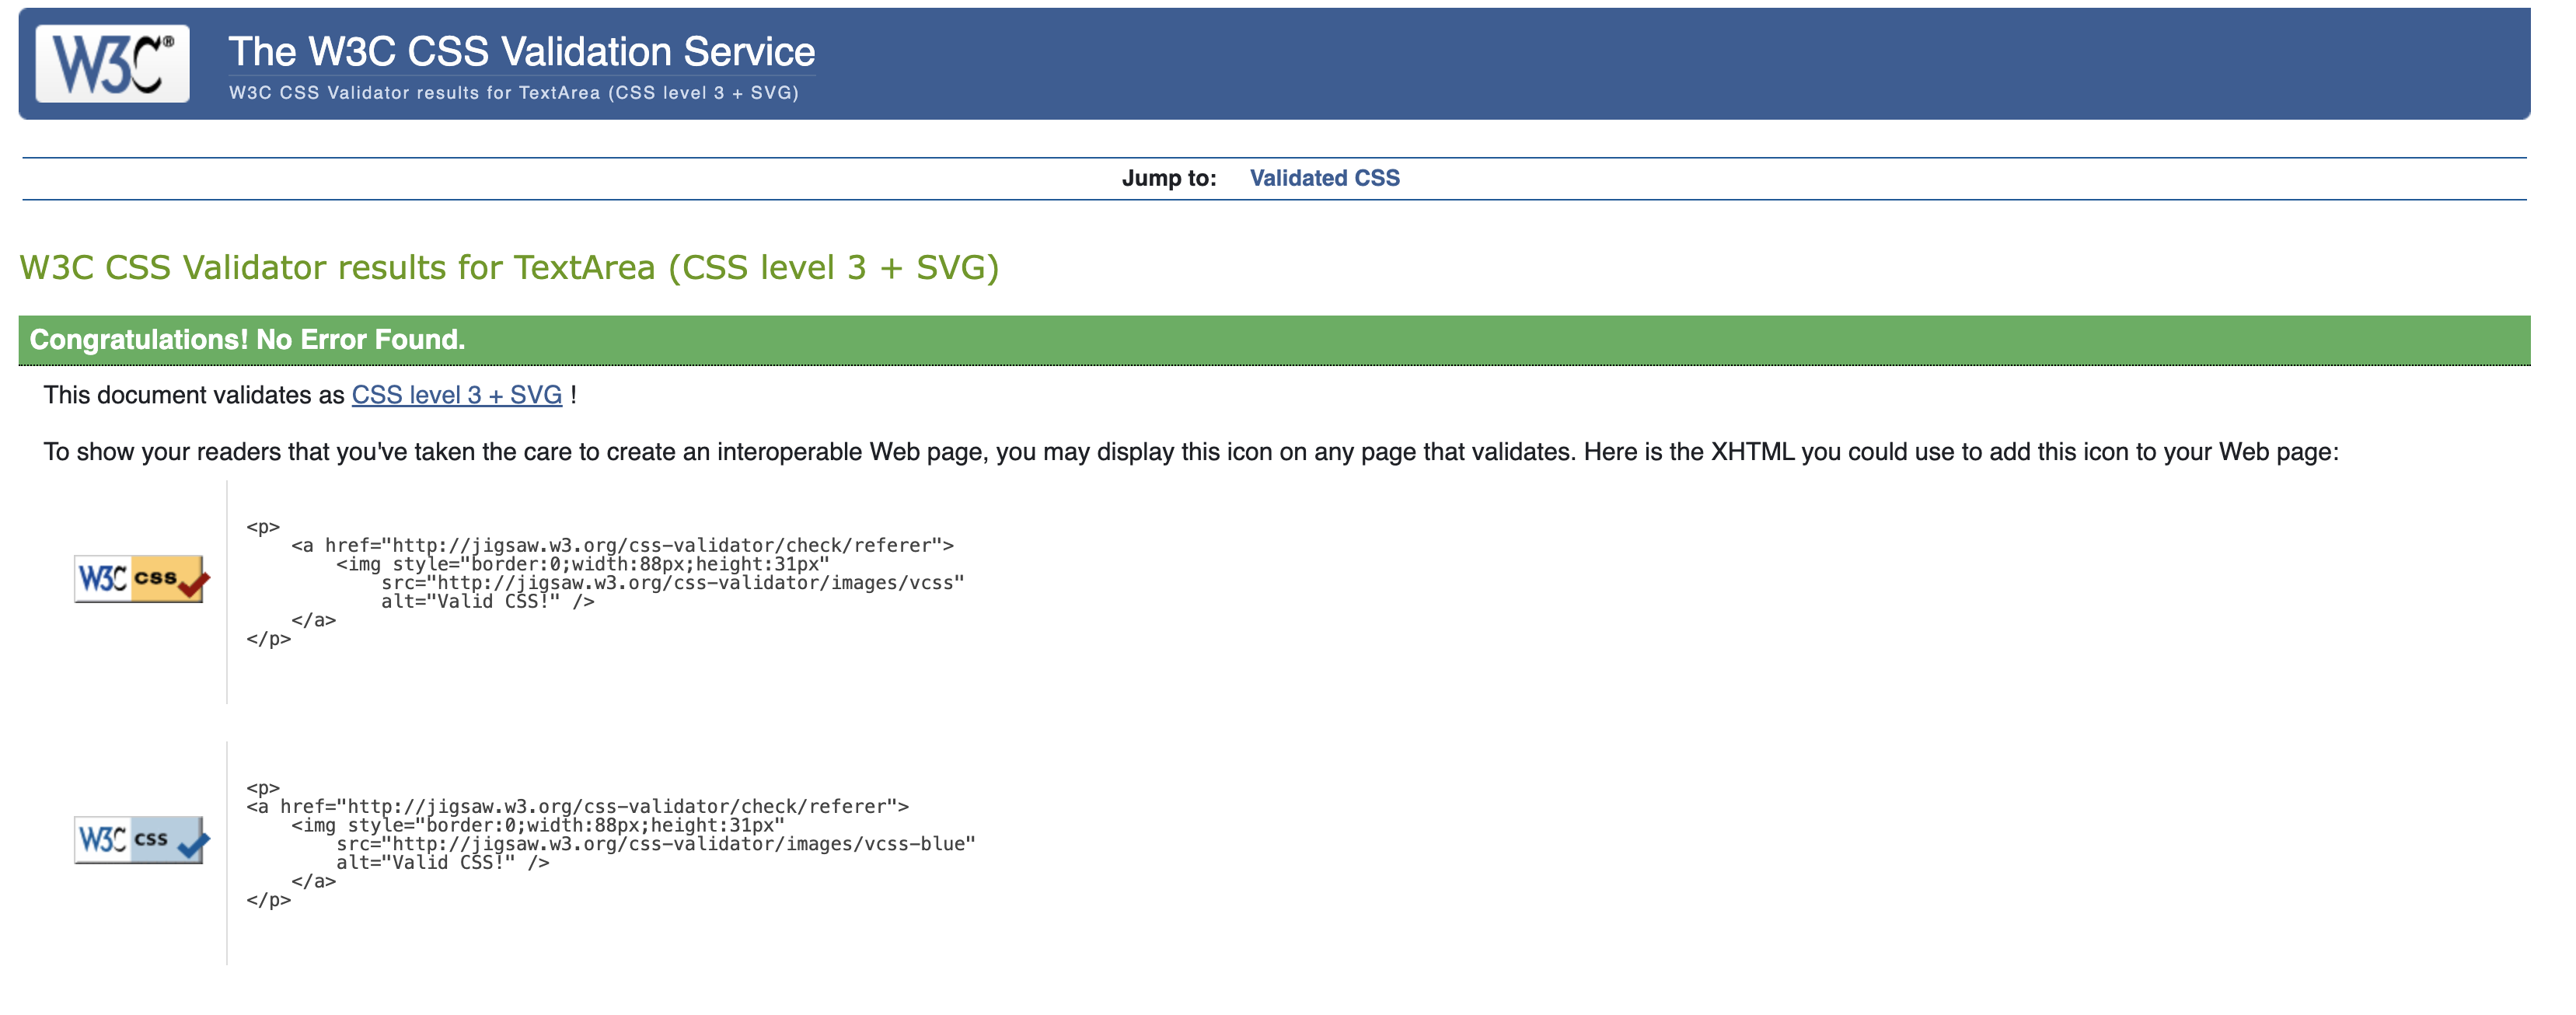 W3C®
The W3C CSS Validation Service
W3C CSS Validator results for TextArea (CSS level 3 + SVG)
Jump to: Validated CSS
W3C CSS Validator results for TextArea (CSS level 3 + SVG)
Congratulations! No Error Found.
This document validates as CSS level 3 + SVG !
To show your readers that you've taken the care to create an interoperable Web page, you may display this icon on any page that validates. Here is the XHTML you could use to add this icon to your Web page:
W3C css
<p>
    <a href="http://jigsaw.w3.org/css-validator/check/referer">
        <img style="border:0;width:88px;height:31px"
            src="http://jigsaw.w3.org/css-validator/images/vcss"
            alt="Valid CSS!" />
    </a>
</p>
W3C css
<p>
<a href="http://jigsaw.w3.org/css-validator/check/referer">
    <img style="border:0;width:88px;height:31px"
        src="http://jigsaw.w3.org/css-validator/images/vcss-blue"
        alt="Valid CSS!" />
    </a>
</p>